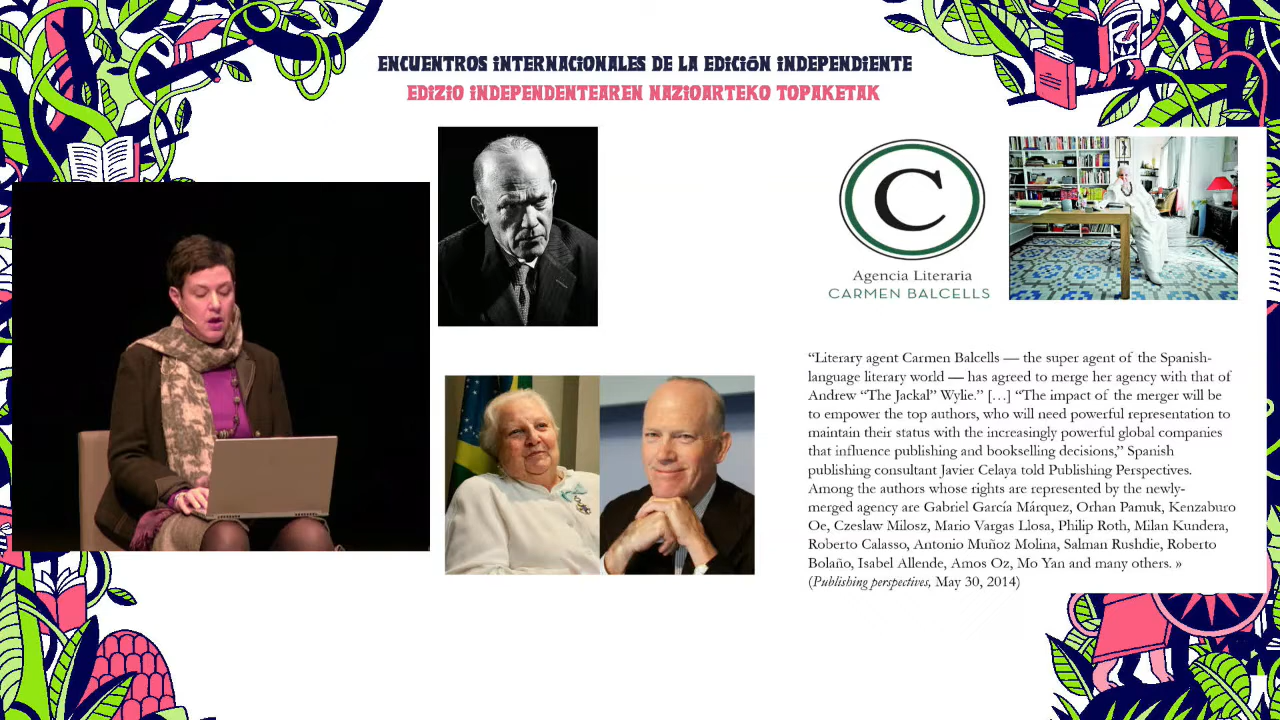 ENCUENTROS INTERNACIONALES DE LA EDICIÓN INDEPENDIENTE
EDIZIO INDEPENDENTEAREN NAZIOARTEKO TOPAKETAK
C
Agencia Literaria
CARMEN BALCELLS
“Literary agent Carmen Balcells — the super agent of the Spanish-
language literary world — has agreed to merge her agency with that of
Andrew “The Jackal” Wylie.” […] “The impact of the merger will be
to empower the top authors, who will need powerful representation to
maintain their status with the increasingly powerful global companies
that influence publishing and bookselling decisions,” Spanish
publishing consultant Javier Celaya told Publishing Perspectives.
Among the authors whose rights are represented by the newly-
merged agency are Gabriel García Márquez, Orhan Pamuk, Kenzaburo
Oe, Czeslaw Milosz, Mario Vargas Llosa, Philip Roth, Milan Kundera,
Roberto Calasso, Antonio Muñoz Molina, Salman Rushdie, Roberto
Bolaño, Isabel Allende, Amos Oz, Mo Yan and many others. »
(Publishing perspectives, May 30, 2014)